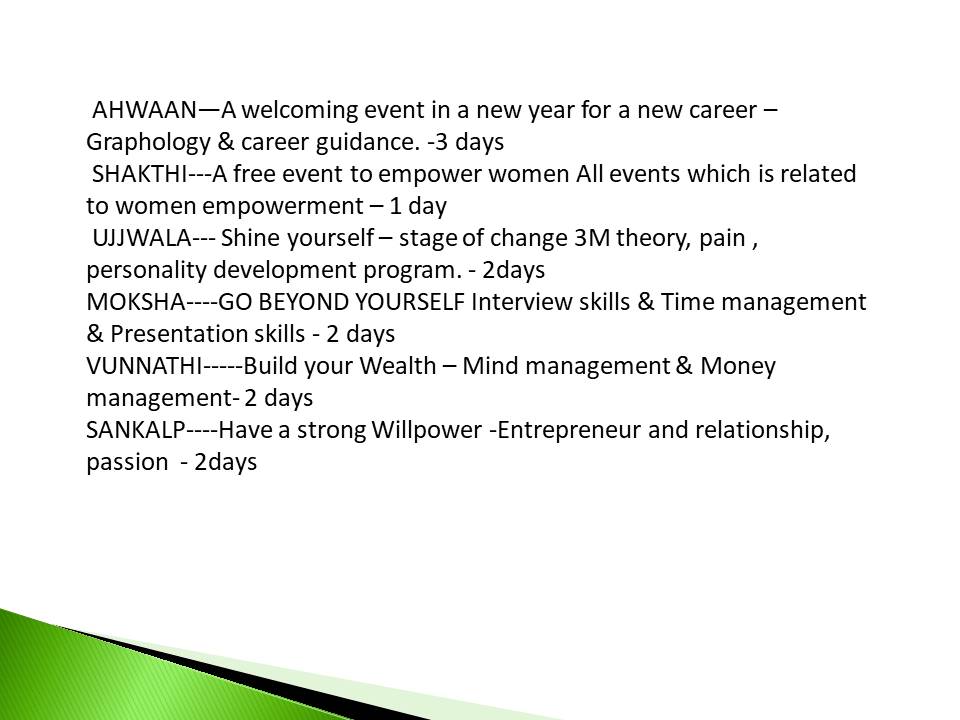 AHWAAN—A welcoming event in a new year for a new career –
Graphology & career guidance. -3 days
SHAKTHI---A free event to empower women All events which is related
to women empowerment – 1 day
UJJWALA--- Shine yourself – stage of change 3M theory, pain ,
personality development program. - 2days
MOKSHA----GO BEYOND YOURSELF Interview skills & Time management
& Presentation skills - 2 days
VUNNATHI-----Build your Wealth – Mind management & Money
management- 2 days
SANKALP----Have a strong Willpower -Entrepreneur and relationship,
passion  - 2days